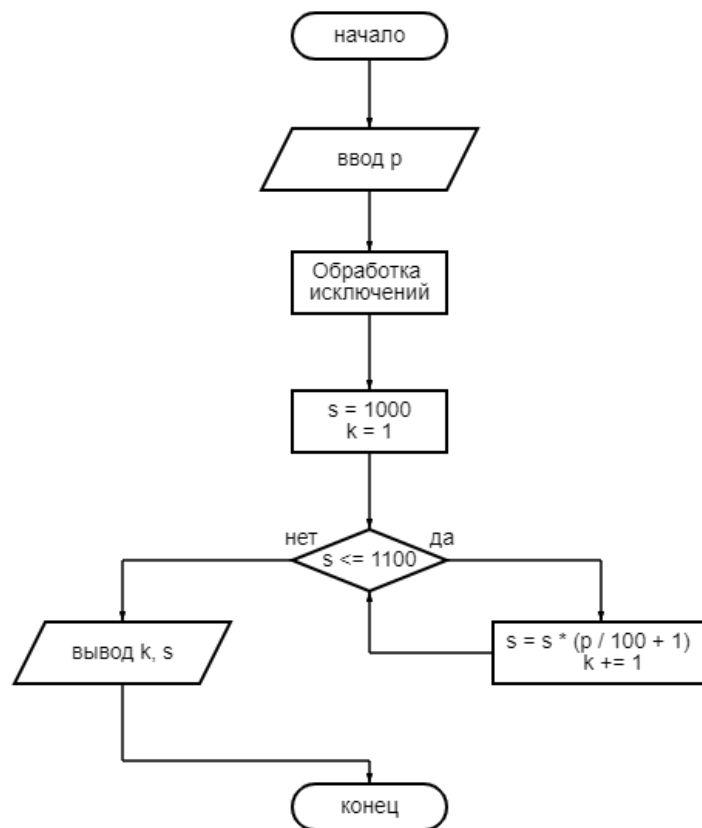 начало
ввод p
Обработка
исключений
s = 1000
k = 1
нет
да
s <= 1100
вывод k, s
s = s * (p / 100 + 1)
k += 1
конец